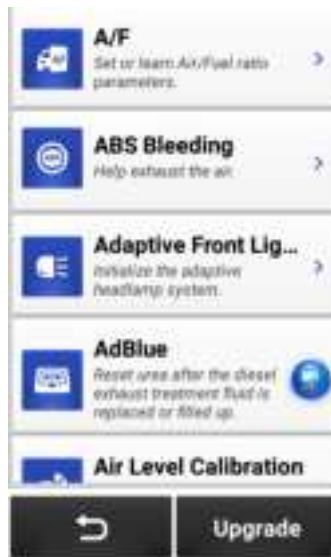 A/F
Set or learn Air/Fuel ratio
parameters.
ABS Bleeding
Help exhaust the air.
Adaptive Front Lig...
Initialize the adaptive
headlamp system.
AdBlue
Reset urea after the diesel
exhaust treatment fluid is
replaced or filled up.
Air Level Calibration
Upgrade